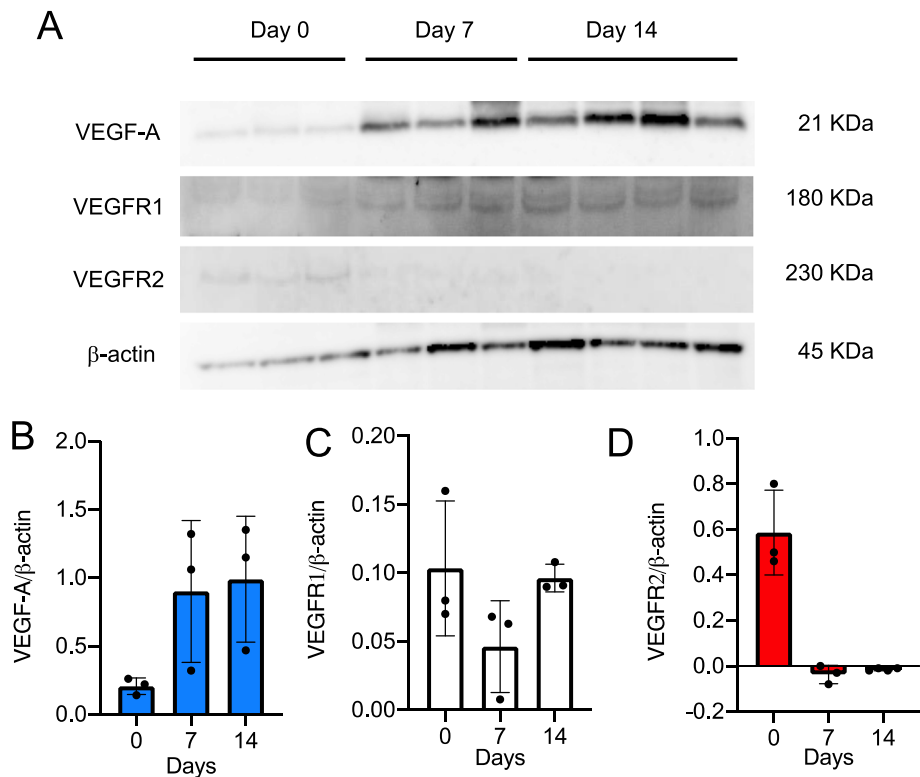 A
Day 0 Day 7 Day 14
VEGF-A 21 KDa
VEGFR1 180 KDa
VEGFR2 230 KDa
β-actin 45 KDa
B
VEGF-A/β-actin
2.0
1.5
1.0
0.5
0.0
0 7 14
Days
C
VEGFR1/β-actin
0.20
0.15
0.10
0.05
0.00
0 7 14
Days
D
VEGFR2/β-actin
1.0
0.8
0.6
0.4
0.2
0.0
-0.2
0 7 14
Days